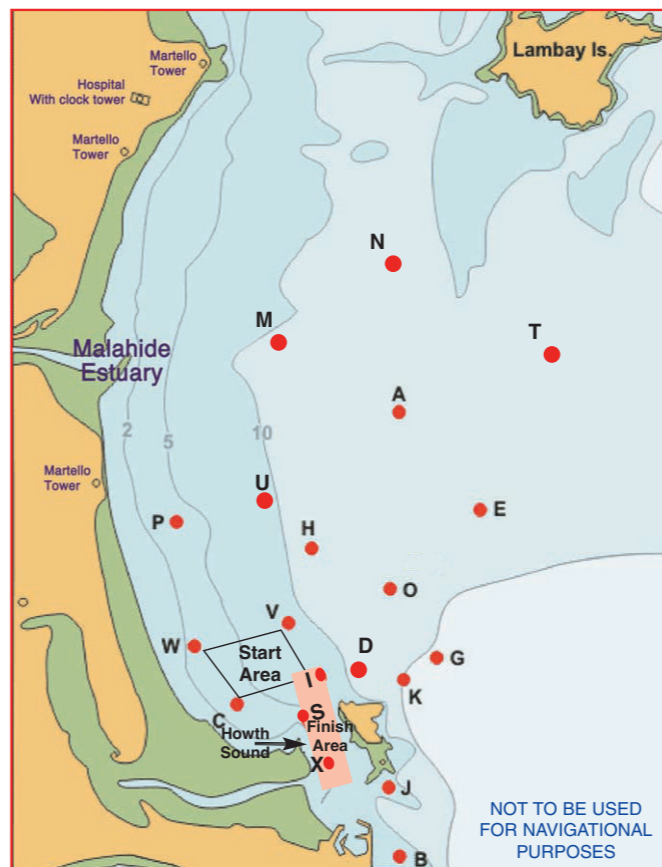 Martello
Tower
Lambay Is.
Hospital
With clock tower
Martello
Tower
N
M
T
Malahide
Estuary
A
2
5
10
Martello
Tower
U
E
P
H
O
V
W
Start
Area
D
G
I
K
C
S
Howth
Sound
Finish
Area
X
J
NOT TO BE USED
FOR NAVIGATIONAL
PURPOSES
B